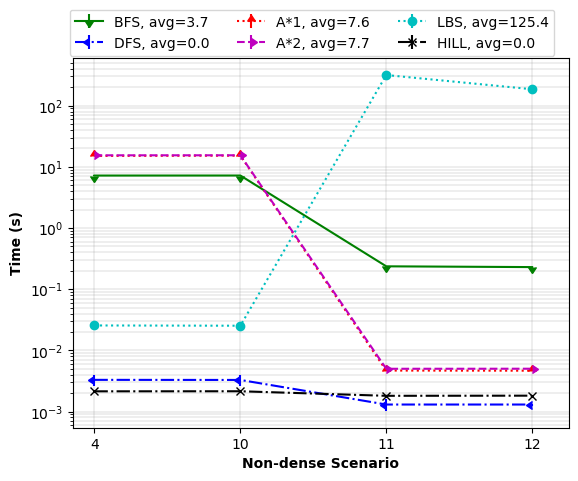 BFS, avg=3.7 A*1, avg=7.6 LBS, avg=125.4
DFS, avg=0.0 A*2, avg=7.7 HILL, avg=0.0
10²
10¹
10⁰
10⁻¹
10⁻²
10⁻³
Time (s)
4 10 11 12
Non-dense Scenario